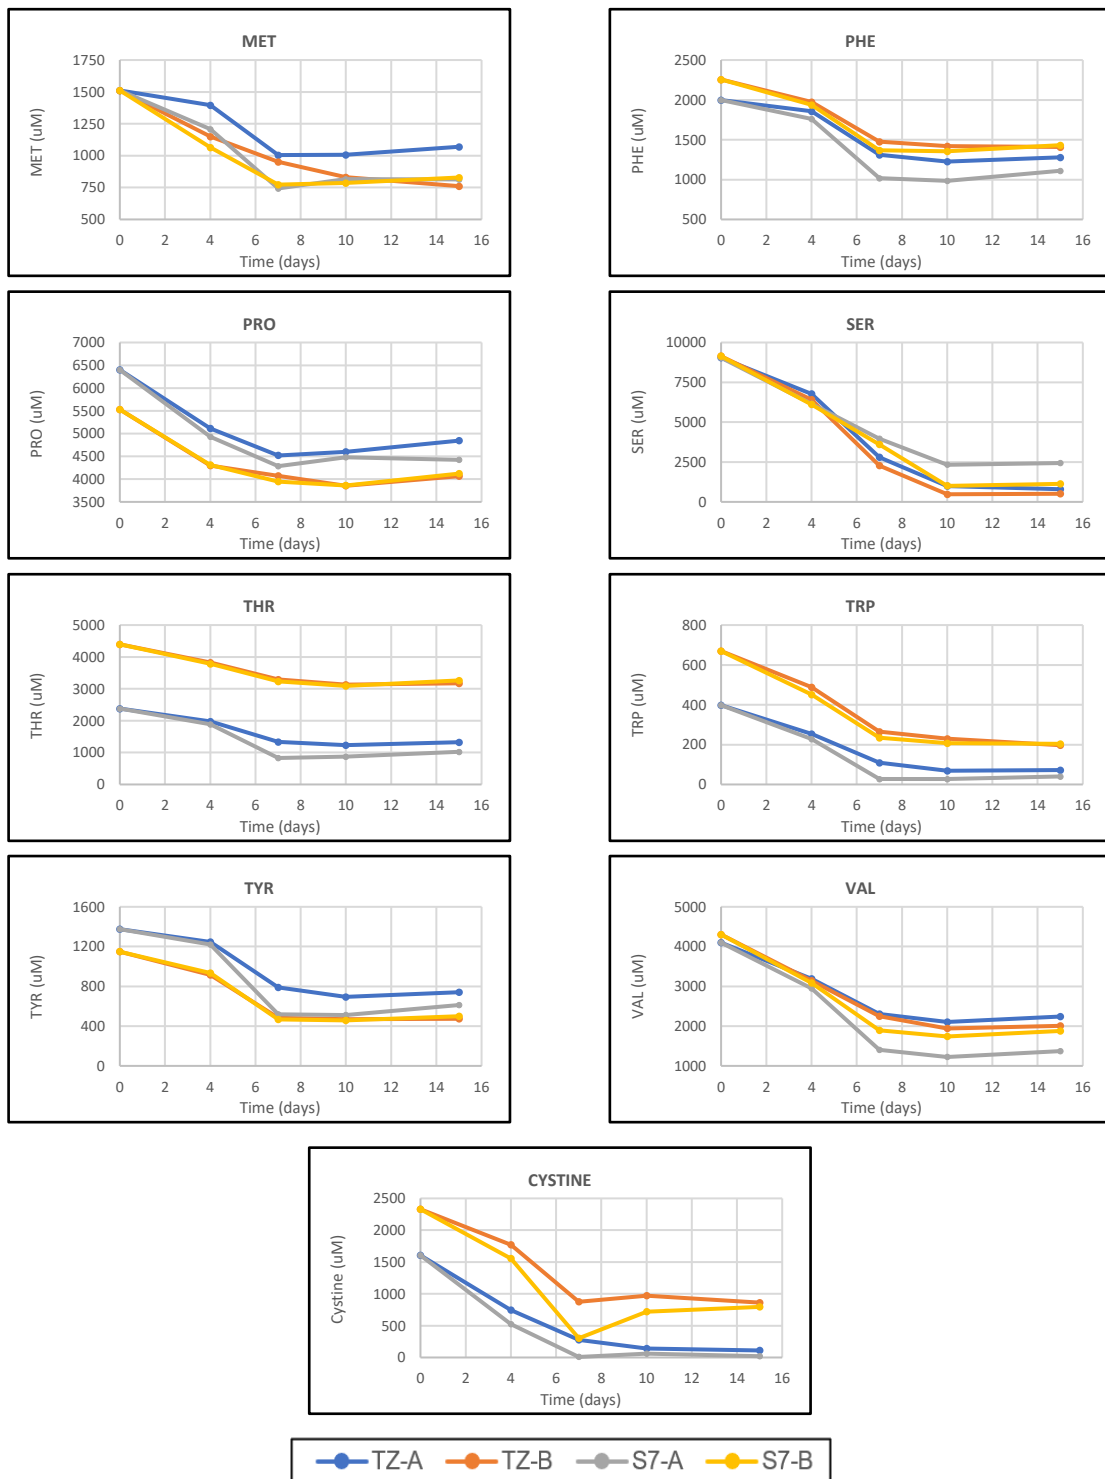 MET
1750
1500
1250
1000
750
500
MET (uM)
0 2 4 6 8 10 12 14 16
Time (days)
PHE
2500
2000
1500
1000
500
PHE (uM)
0 2 4 6 8 10 12 14 16
Time (days)
PRO
7000
6500
6000
5500
5000
4500
4000
3500
PRO (uM)
0 2 4 6 8 10 12 14 16
Time (days)
SER
10000
7500
5000
2500
0
SER (uM)
0 2 4 6 8 10 12 14 16
Time (days)
THR
5000
4000
3000
2000
1000
0
THR (uM)
0 2 4 6 8 10 12 14 16
Time (days)
TRP
800
600
400
200
0
TRP (uM)
0 2 4 6 8 10 12 14 16
Time (days)
TYR
1600
1200
800
400
0
TYR (uM)
0 2 4 6 8 10 12 14 16
Time (days)
VAL
5000
4000
3000
2000
1000
VAL (uM)
0 2 4 6 8 10 12 14 16
Time (days)
CYSTINE
2500
2000
1500
1000
500
0
Cystine (uM)
0 2 4 6 8 10 12 14 16
Time (days)
TZ-A TZ-B S7-A S7-B